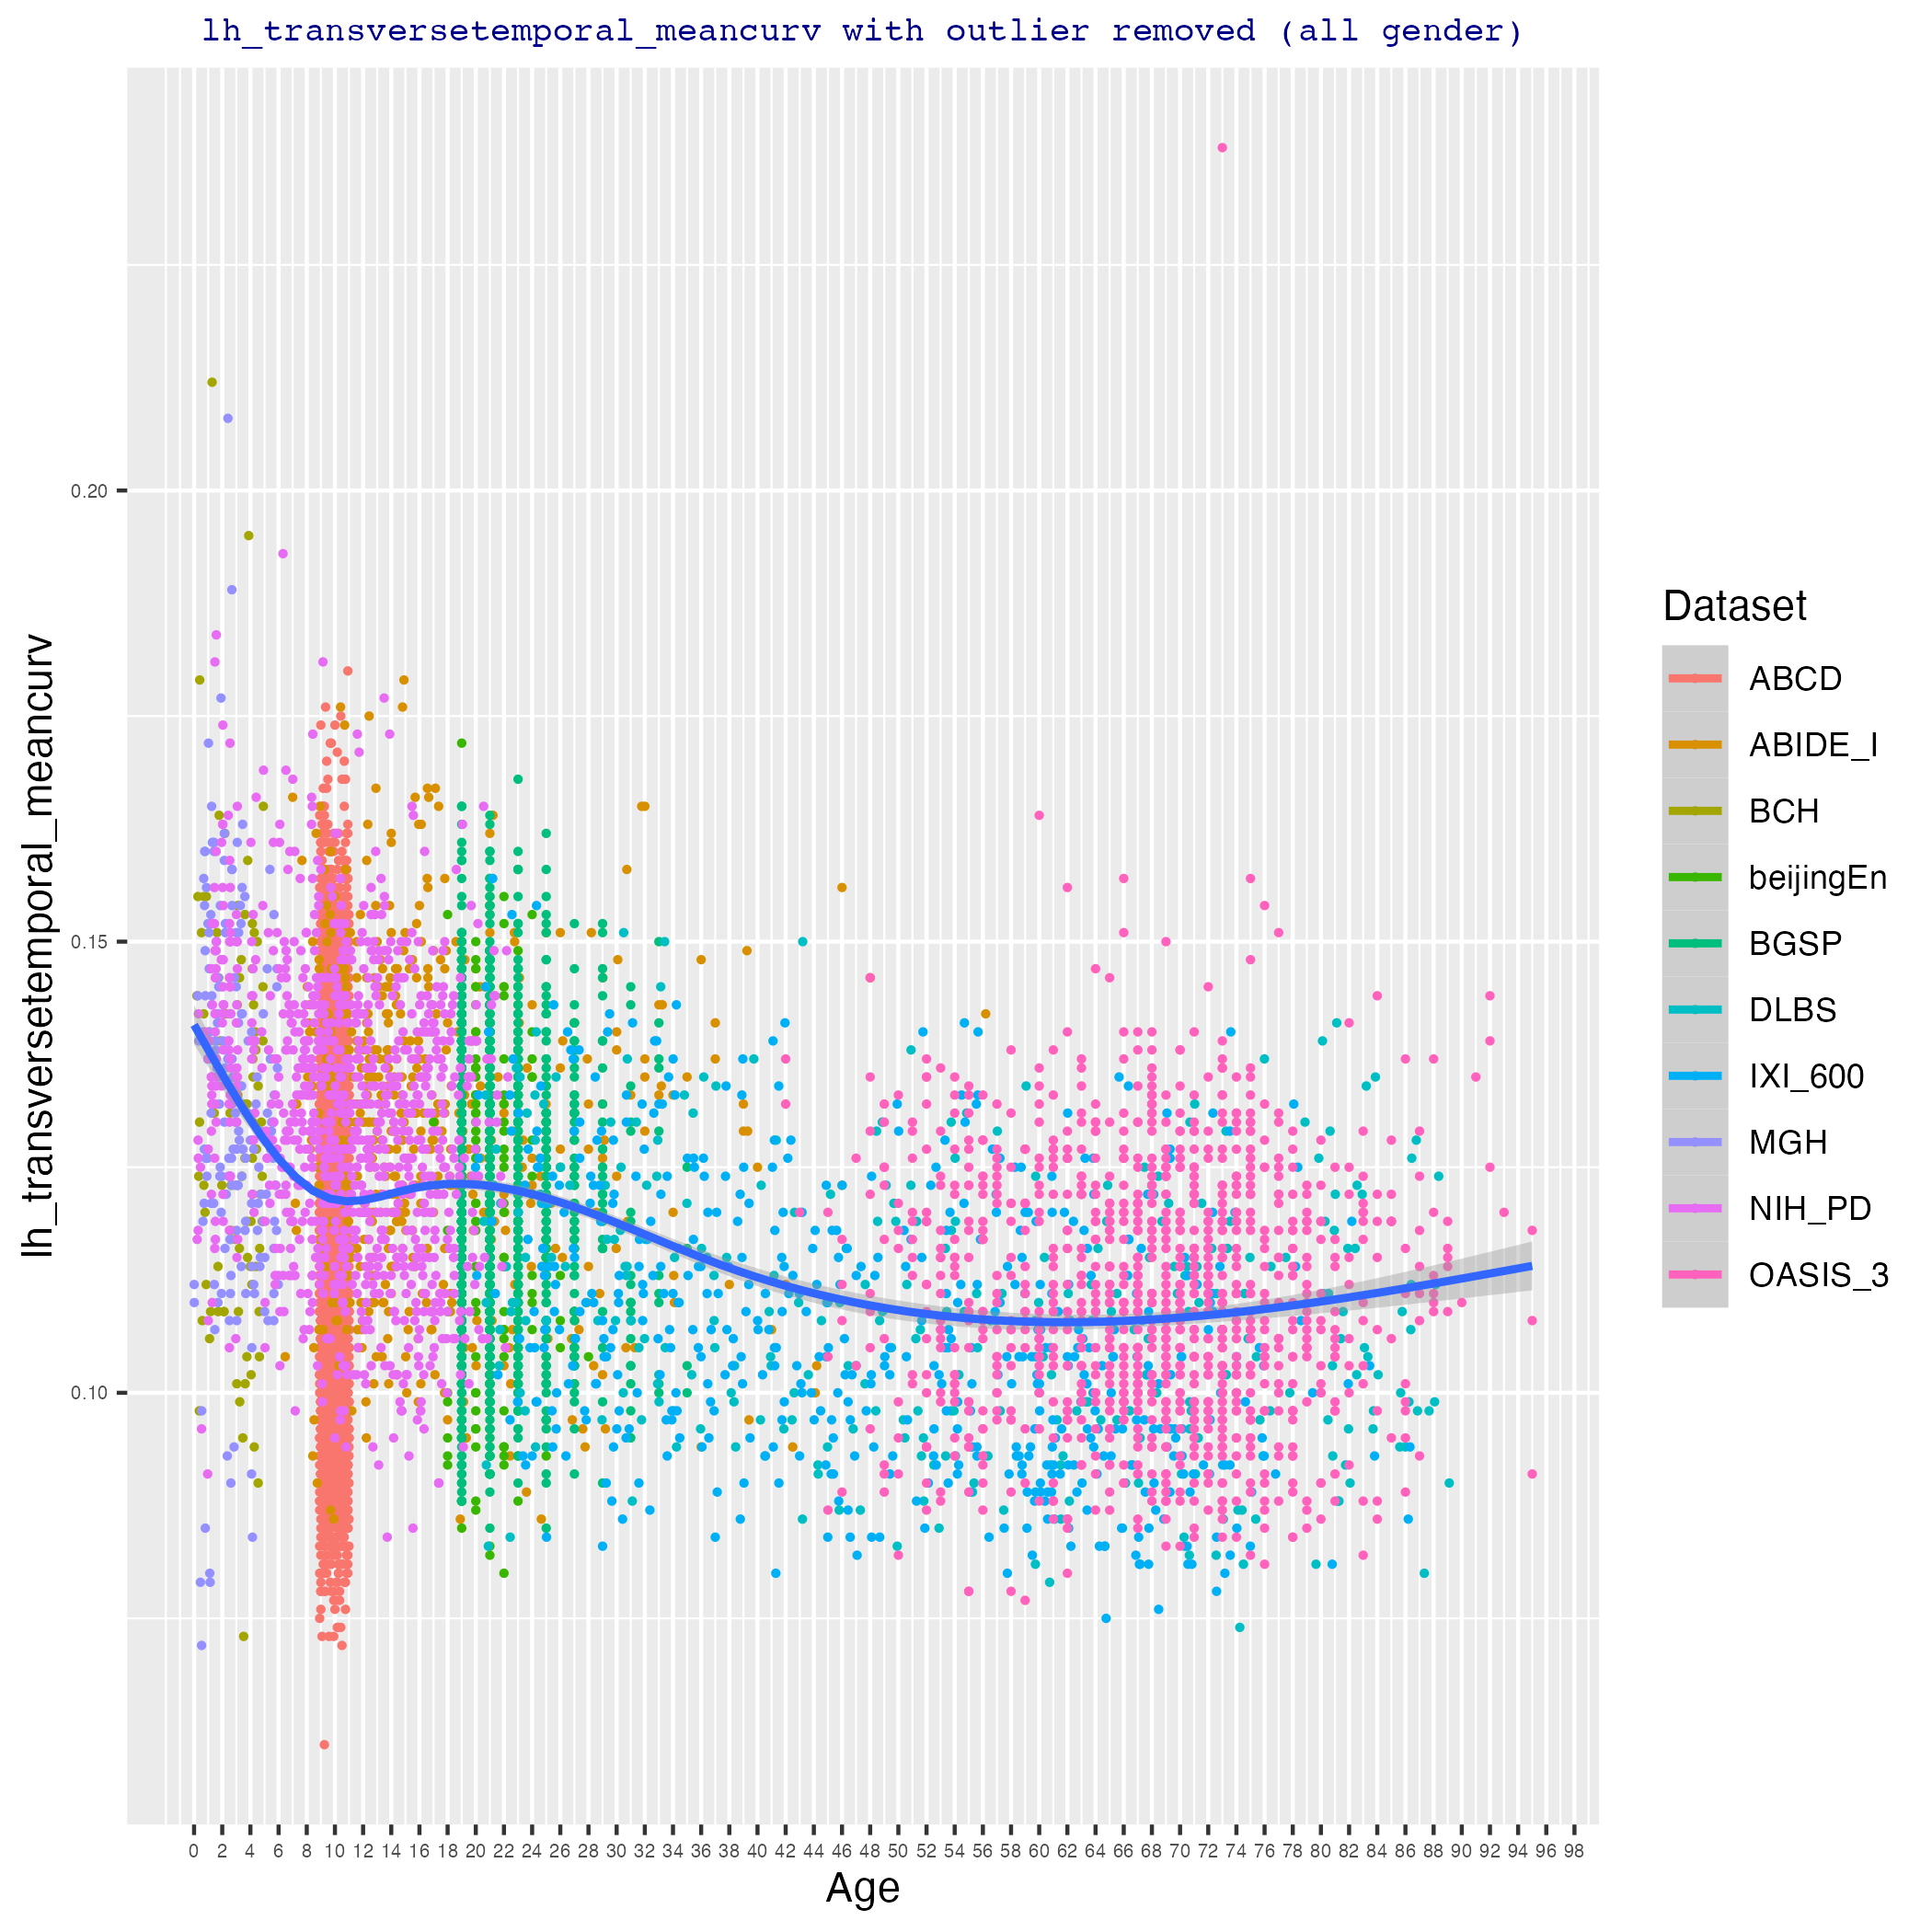 lh_transversetemporal_meancurv with outlier removed (all gender)
lh_transversetemporal_meancurv
0.20
0.15
0.10
0 2 4 6 8 10 12 14 16 18 20 22 24 26 28 30 32 34 36 38 40 42 44 46 48 50 52 54 56 58 60 62 64 66 68 70 72 74 76 78 80 82 84 86 88 90 92 94 96 98
Age
Dataset
ABCD
ABIDE_I
BCH
beijingEn
BGSP
DLBS
IXI_600
MGH
NIH_PD
OASIS_3